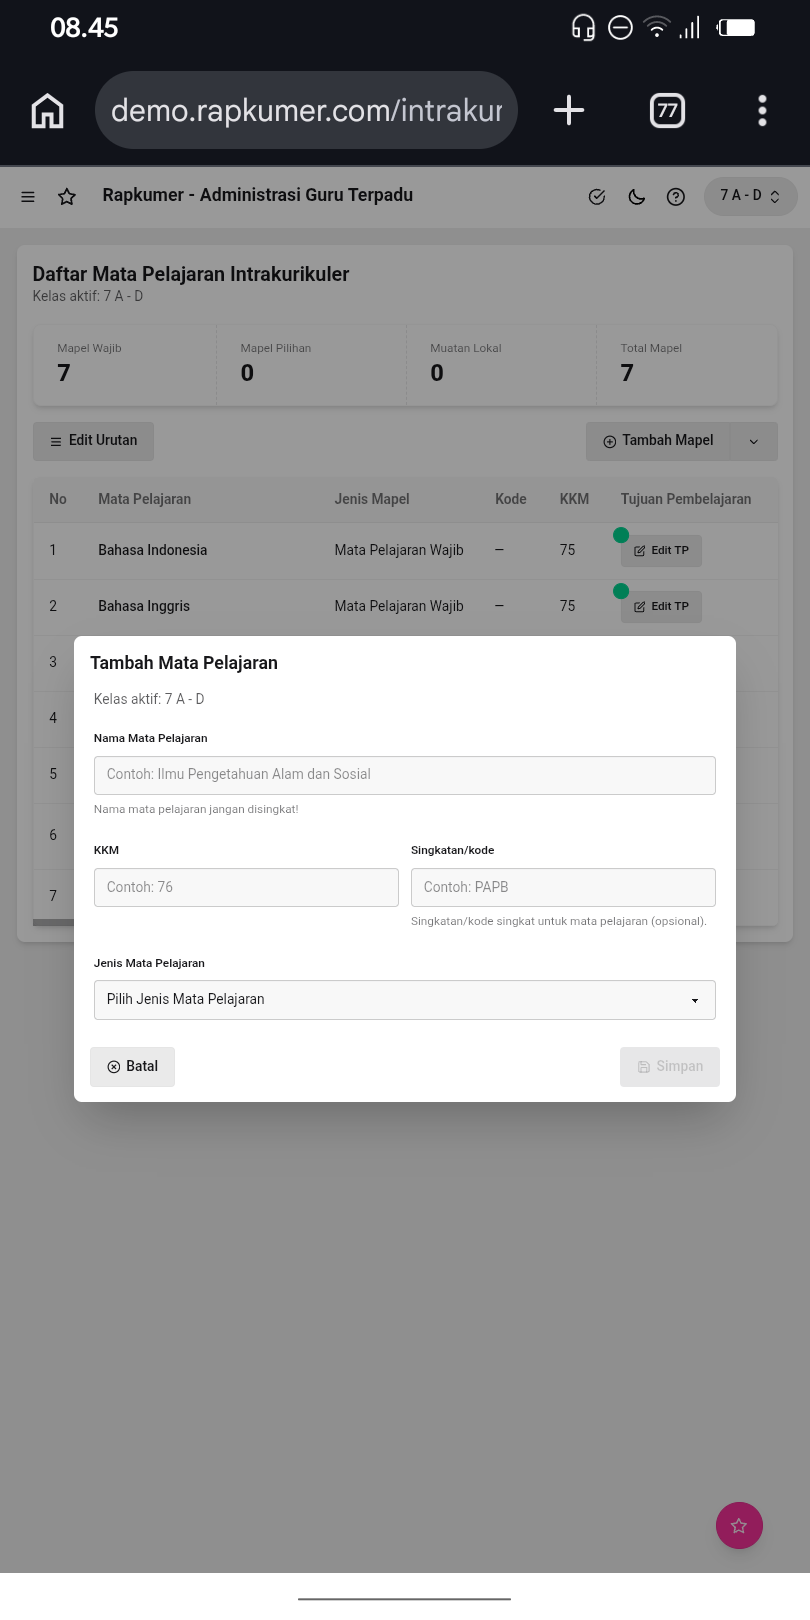 08.45
demo.rapkumer.com/intrakur
77
Rapkumer - Administrasi Guru Terpadu
7 A - D
Daftar Mata Pelajaran Intrakurikuler
Kelas aktif: 7 A - D
Mapel Wajib Mapel Pilihan Muatan Lokal Total Mapel
7 0 0 7
Edit Urutan Tambah Mapel
No Mata Pelajaran Jenis Mapel Kode KKM Tujuan Pembelajaran
1 Bahasa Indonesia Mata Pelajaran Wajib — 75 Edit TP
2 Bahasa Inggris Mata Pelajaran Wajib — 75 Edit TP
3
4
5
6
7
Tambah Mata Pelajaran
Kelas aktif: 7 A - D
Nama Mata Pelajaran
Contoh: Ilmu Pengetahuan Alam dan Sosial
Nama mata pelajaran jangan disingkat!
KKM Singkatan/kode
Contoh: 76 Contoh: PAPB
Singkatan/kode singkat untuk mata pelajaran (opsional).
Jenis Mata Pelajaran
Pilih Jenis Mata Pelajaran
Batal Simpan